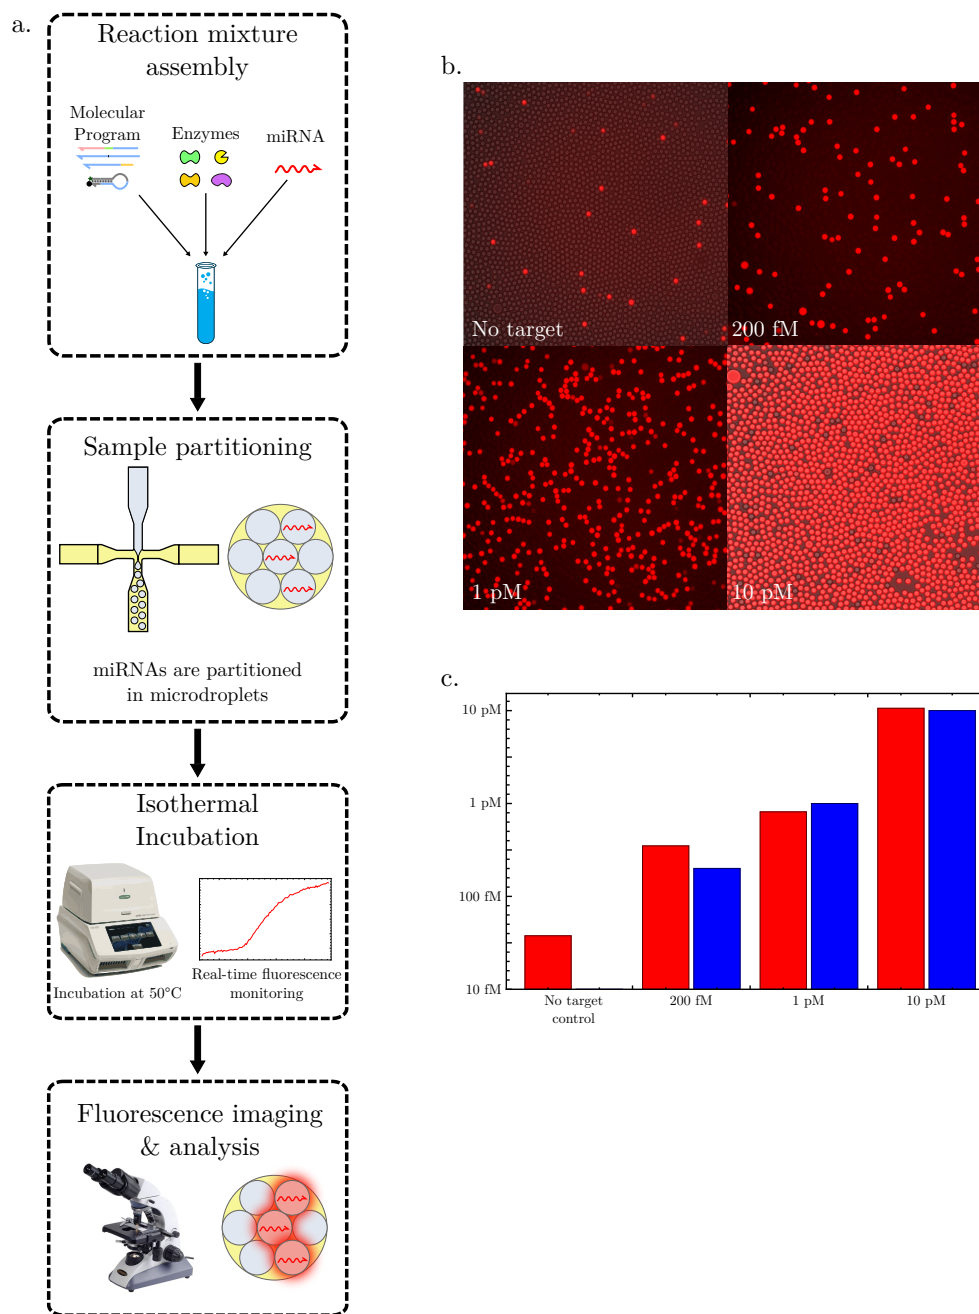 a.
Reaction mixture
assembly
Molecular
Program
Enzymes
miRNA
Sample partitioning
miRNAs are partitioned
in microdroplets
Isothermal
Incubation
Incubation at 50°C
Real-time fluorescence
monitoring
Fluorescence imaging
& analysis
b.
No target
200 fM
1 pM
10 pM
c.
10 pM
1 pM
100 fM
10 fM
No target
control
200 fM
1 pM
10 pM